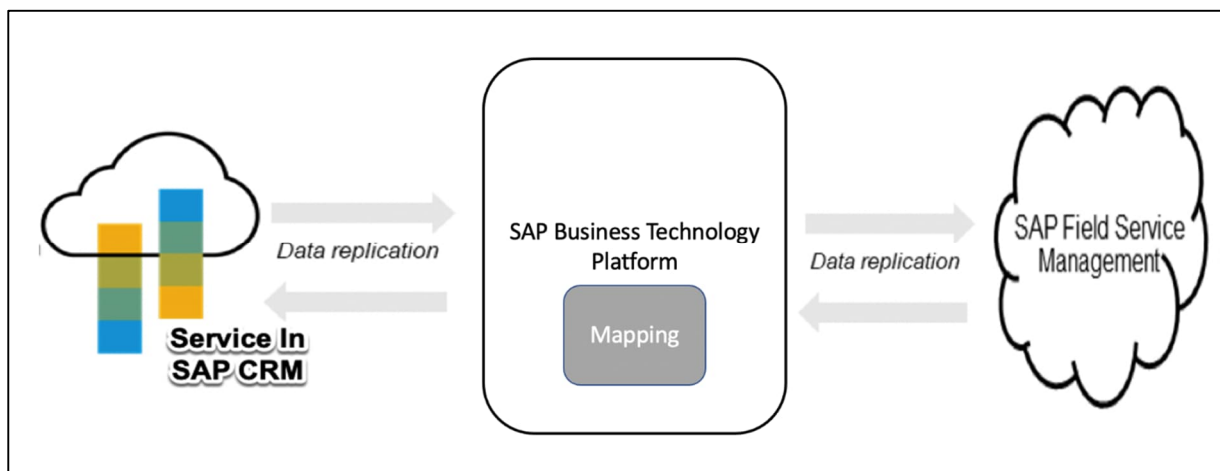 Service In
SAP CRM
Data replication
SAP Business Technology
Platform
Mapping
Data replication
SAP Field Service
Management